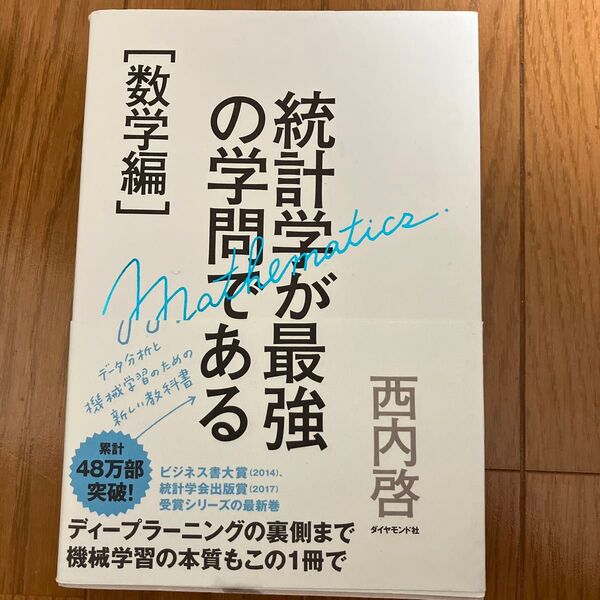 統計学が最強
の学問である
[数学編]
Mathematics.
データ分析と
機械学習のための
新しい教科書
西内啓
ダイヤモンド社
累計
48万部
突破!
ビジネス書大賞(2014)、
統計学会出版賞(2017)
受賞シリーズの最新巻
ディープラーニングの裏側まで
機械学習の本質もこの1冊で